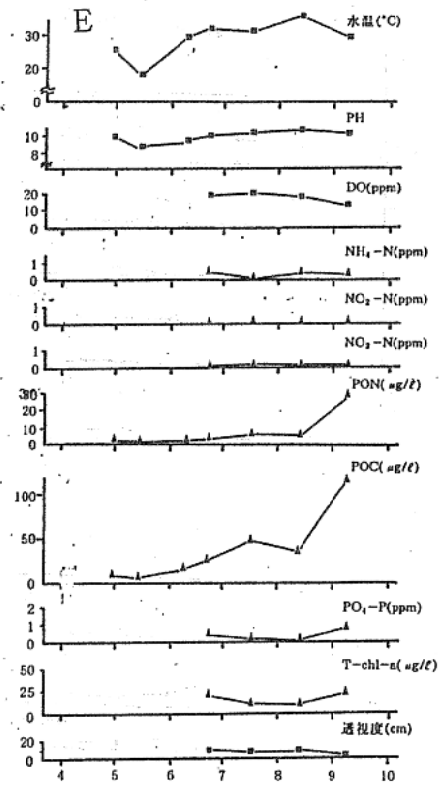 E
水温(°C)
30
20
0
PH
10
8
DO(ppm)
20
10
0
NH₄-N(ppm)
1
0
NO₂-N(ppm)
1
0
NO₂-N(ppm)
1
0
PON(μg/ℓ)
30
20
10
0
POC(μg/ℓ)
100
50
0
PO₄-P(ppm)
2
1
0
T-chl-a(μg/ℓ)
50
25
0
透視度(cm)
20
0
4 5 6 7 8 9 10